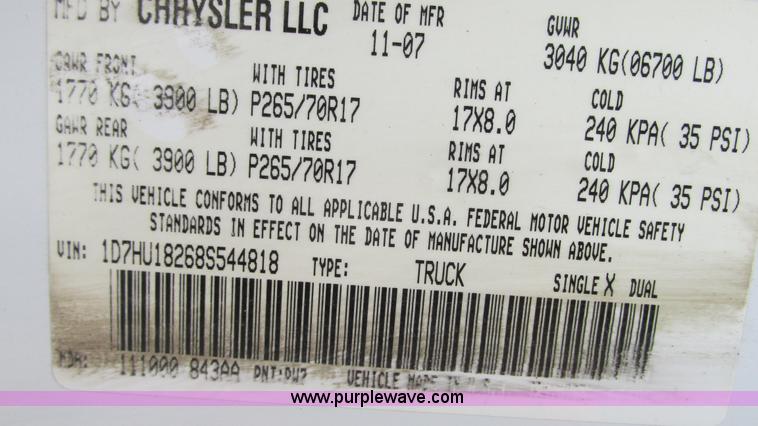 MFD BY CHRYSLER LLC DATE OF MFR GVWR
11-07 3040 KG(06700 LB)
GAWR FRONT WITH TIRES RIMS AT COLD
1770 KG( 3900 LB) P265/70R17 17X8.0 240 KPA( 35 PSI)
GAWR REAR WITH TIRES RIMS AT COLD
1770 KG( 3900 LB) P265/70R17 17X8.0 240 KPA( 35 PSI)
THIS VEHICLE CONFORMS TO ALL APPLICABLE U.S.A. FEDERAL MOTOR VEHICLE SAFETY
STANDARDS IN EFFECT ON THE DATE OF MANUFACTURE SHOWN ABOVE.
VIN: 1D7HU18268S544818 TYPE: TRUCK SINGLE X DUAL
MDH: 111000 843AA PNT:PW7 VEHICLE MADE IN U.S.
www.purplewave.com